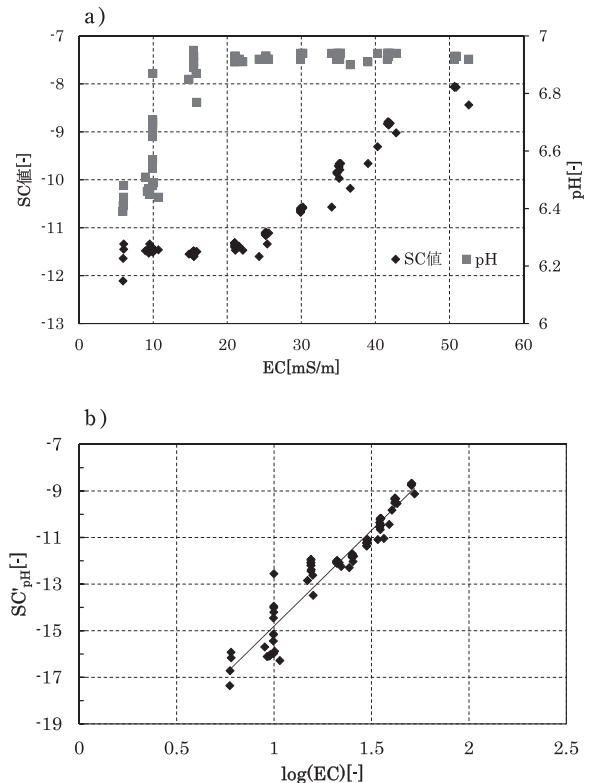 a)
-7
-8
-9
-10
-11
-12
-13
SC値[-]
7
6.8
6.6
6.4
6.2
6
pH[-]
◆SC値 ■pH
0 10 20 30 40 50 60
EC[mS/m]
b)
-7
-9
-11
-13
-15
-17
-19
SC'pH[-]
0 0.5 1 1.5 2 2.5
log(EC)[-]